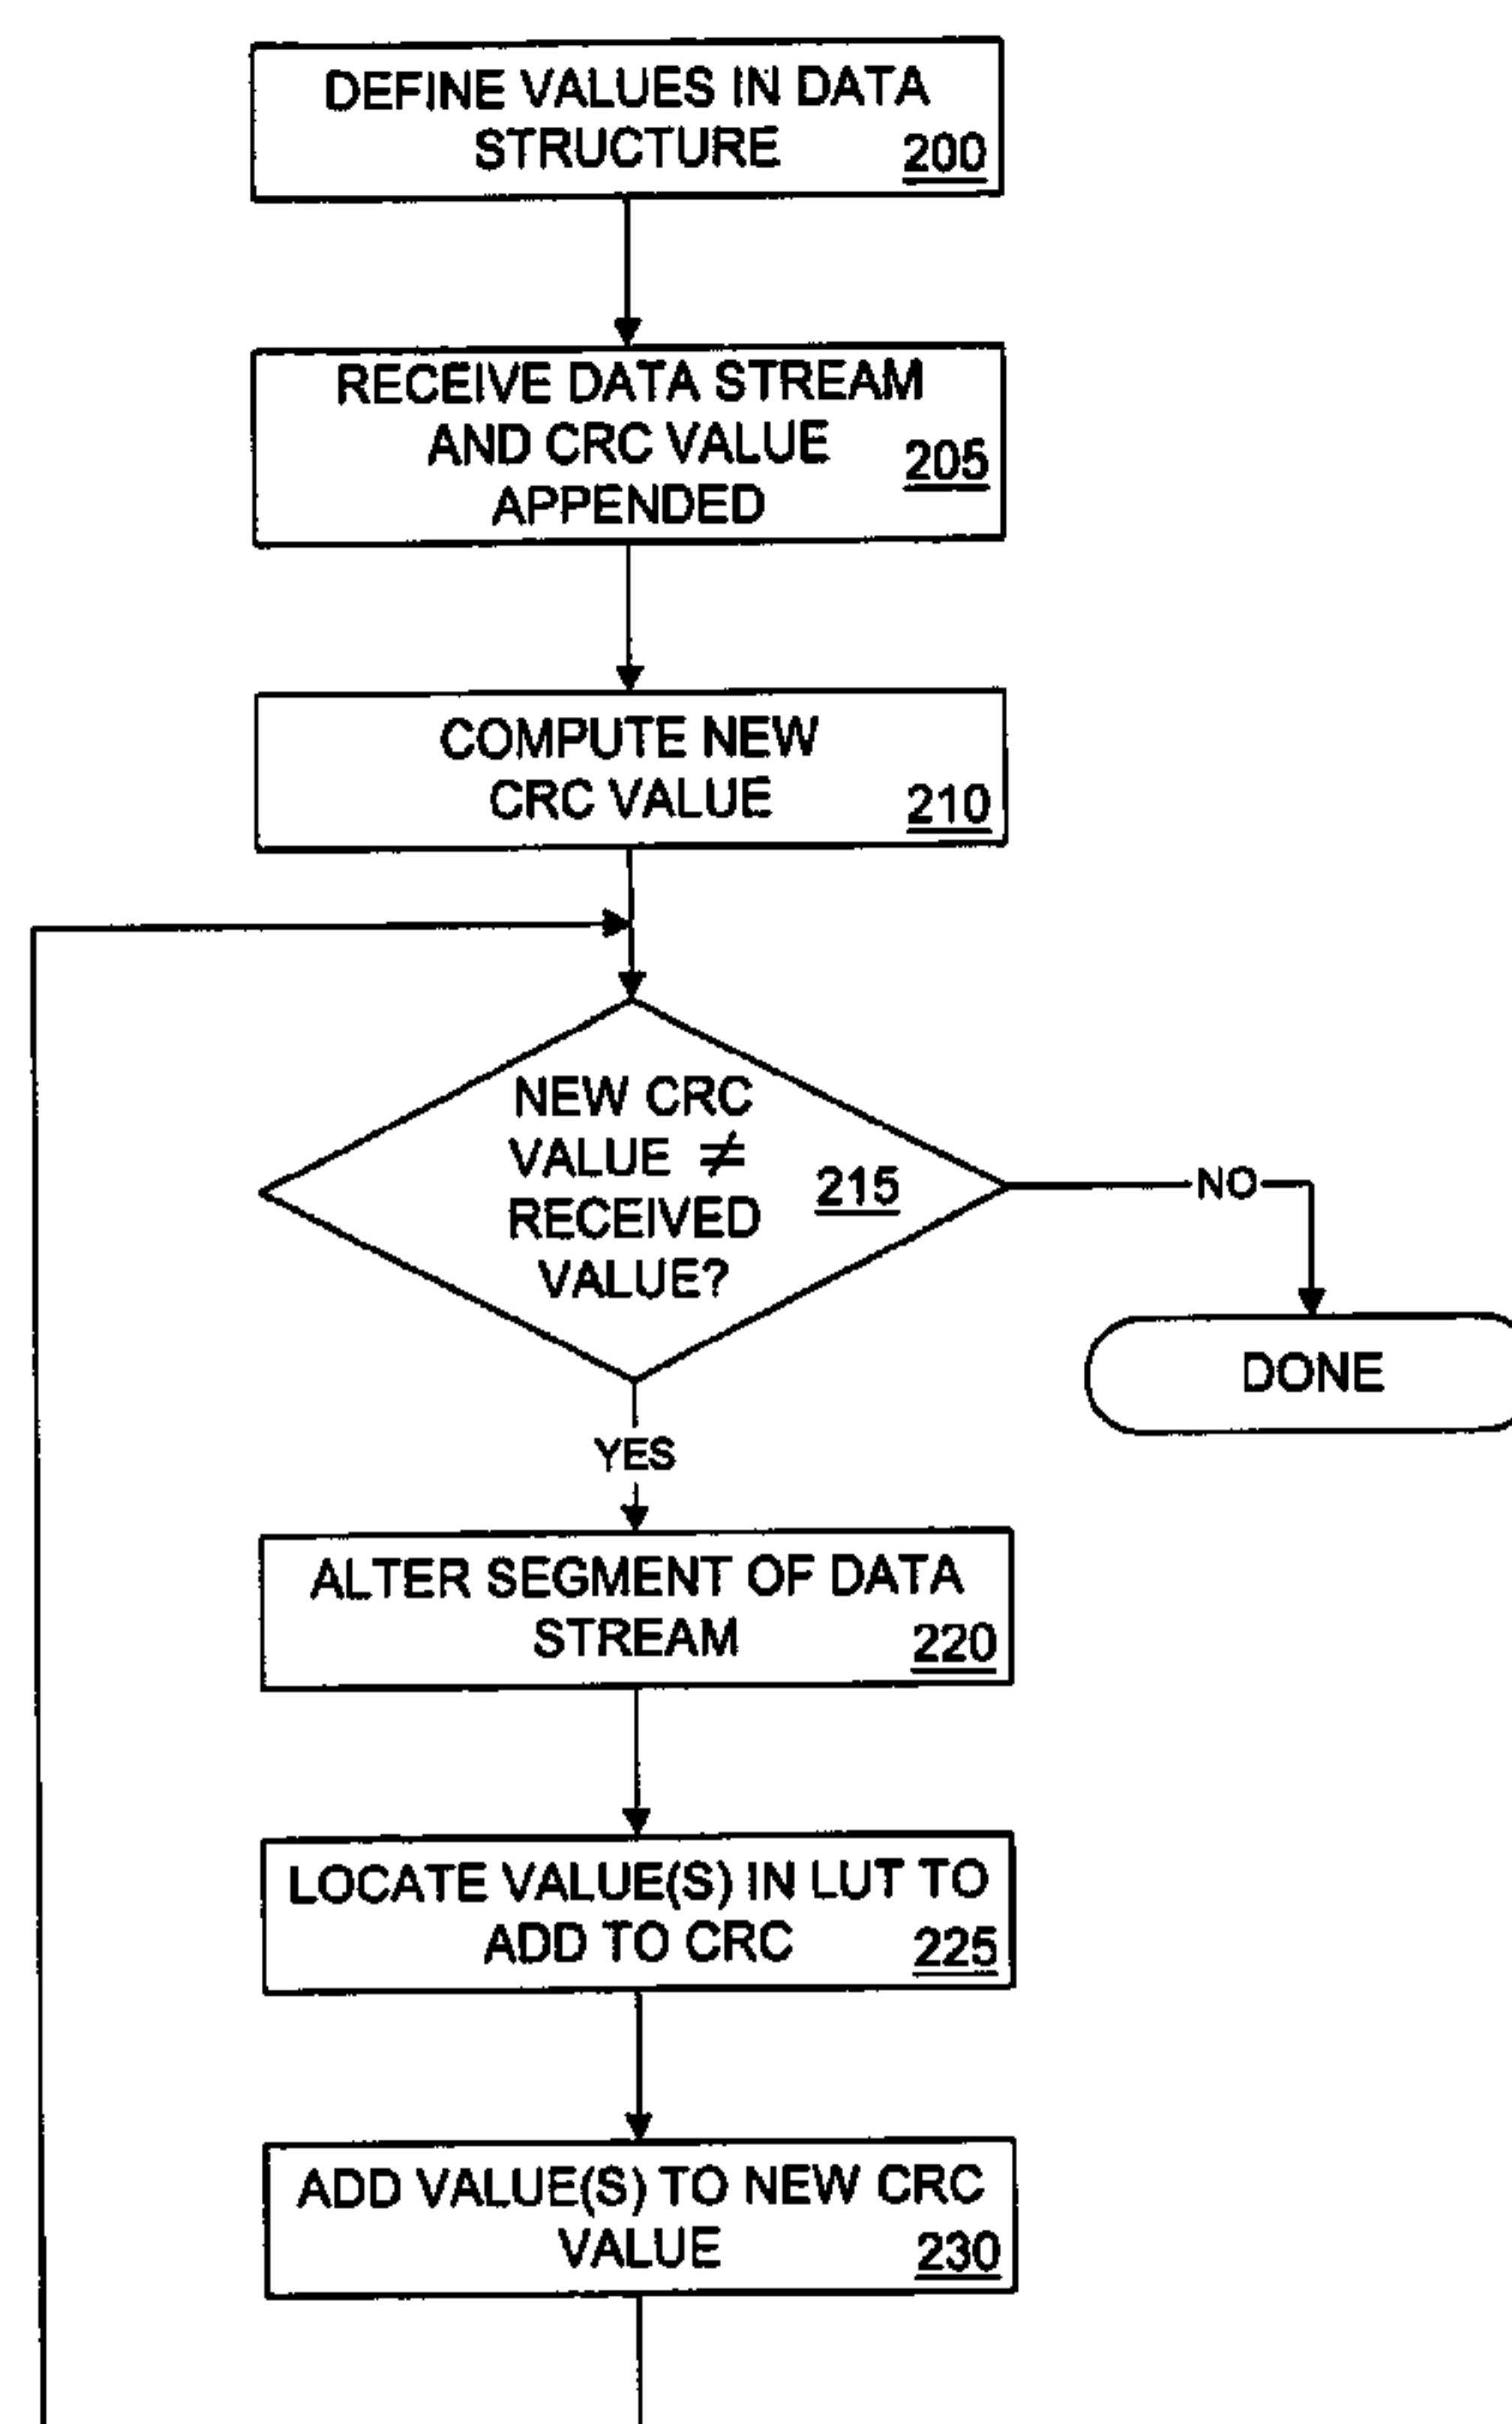 DEFINE VALUES IN DATA
STRUCTURE 200
RECEIVE DATA STREAM
AND CRC VALUE 205
APPENDED
COMPUTE NEW
CRC VALUE 210
NEW CRC
VALUE ≠
215
RECEIVED
VALUE?
NO
DONE
YES
ALTER SEGMENT OF DATA
STREAM 220
LOCATE VALUE(S) IN LUT TO
ADD TO CRC 225
ADD VALUE(S) TO NEW CRC
VALUE 230